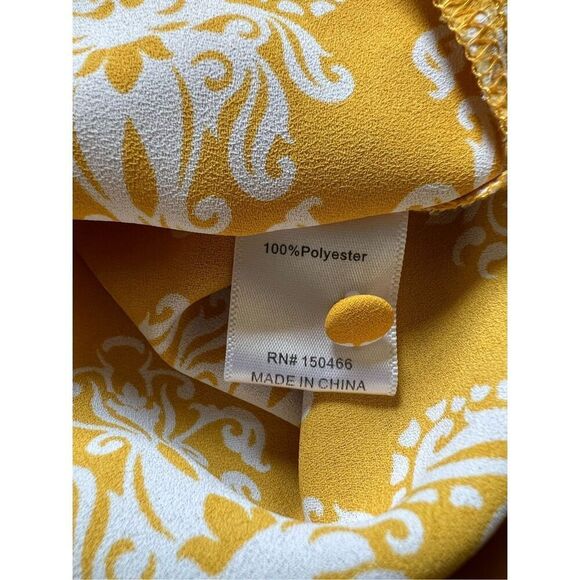 100%Polyester
RN# 150466
MADE IN CHINA